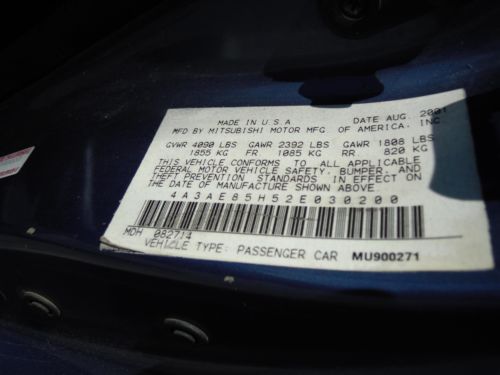 MADE IN U.S.A DATE AUG. 2001
MFD BY MITSUBISHI MOTOR MFG. OF AMERICA. INC
GVWR 4090 LBS GAWR 2392 LBS GAWR 1808 LBS
1855 KG FR 1085 KG RR 820 KG
THIS VEHICLE CONFORMS TO ALL APPLICABLE
FEDERAL MOTOR VEHICLE SAFETY, BUMPER, AND
THEFT PREVENTION STANDARDS IN EFFECT ON
THE DATE OF MANUFACTURE SHOWN ABOVE.
4A3AE85H52E030200
MDH 082714
VEHICLE TYPE: PASSENGER CAR MU900271